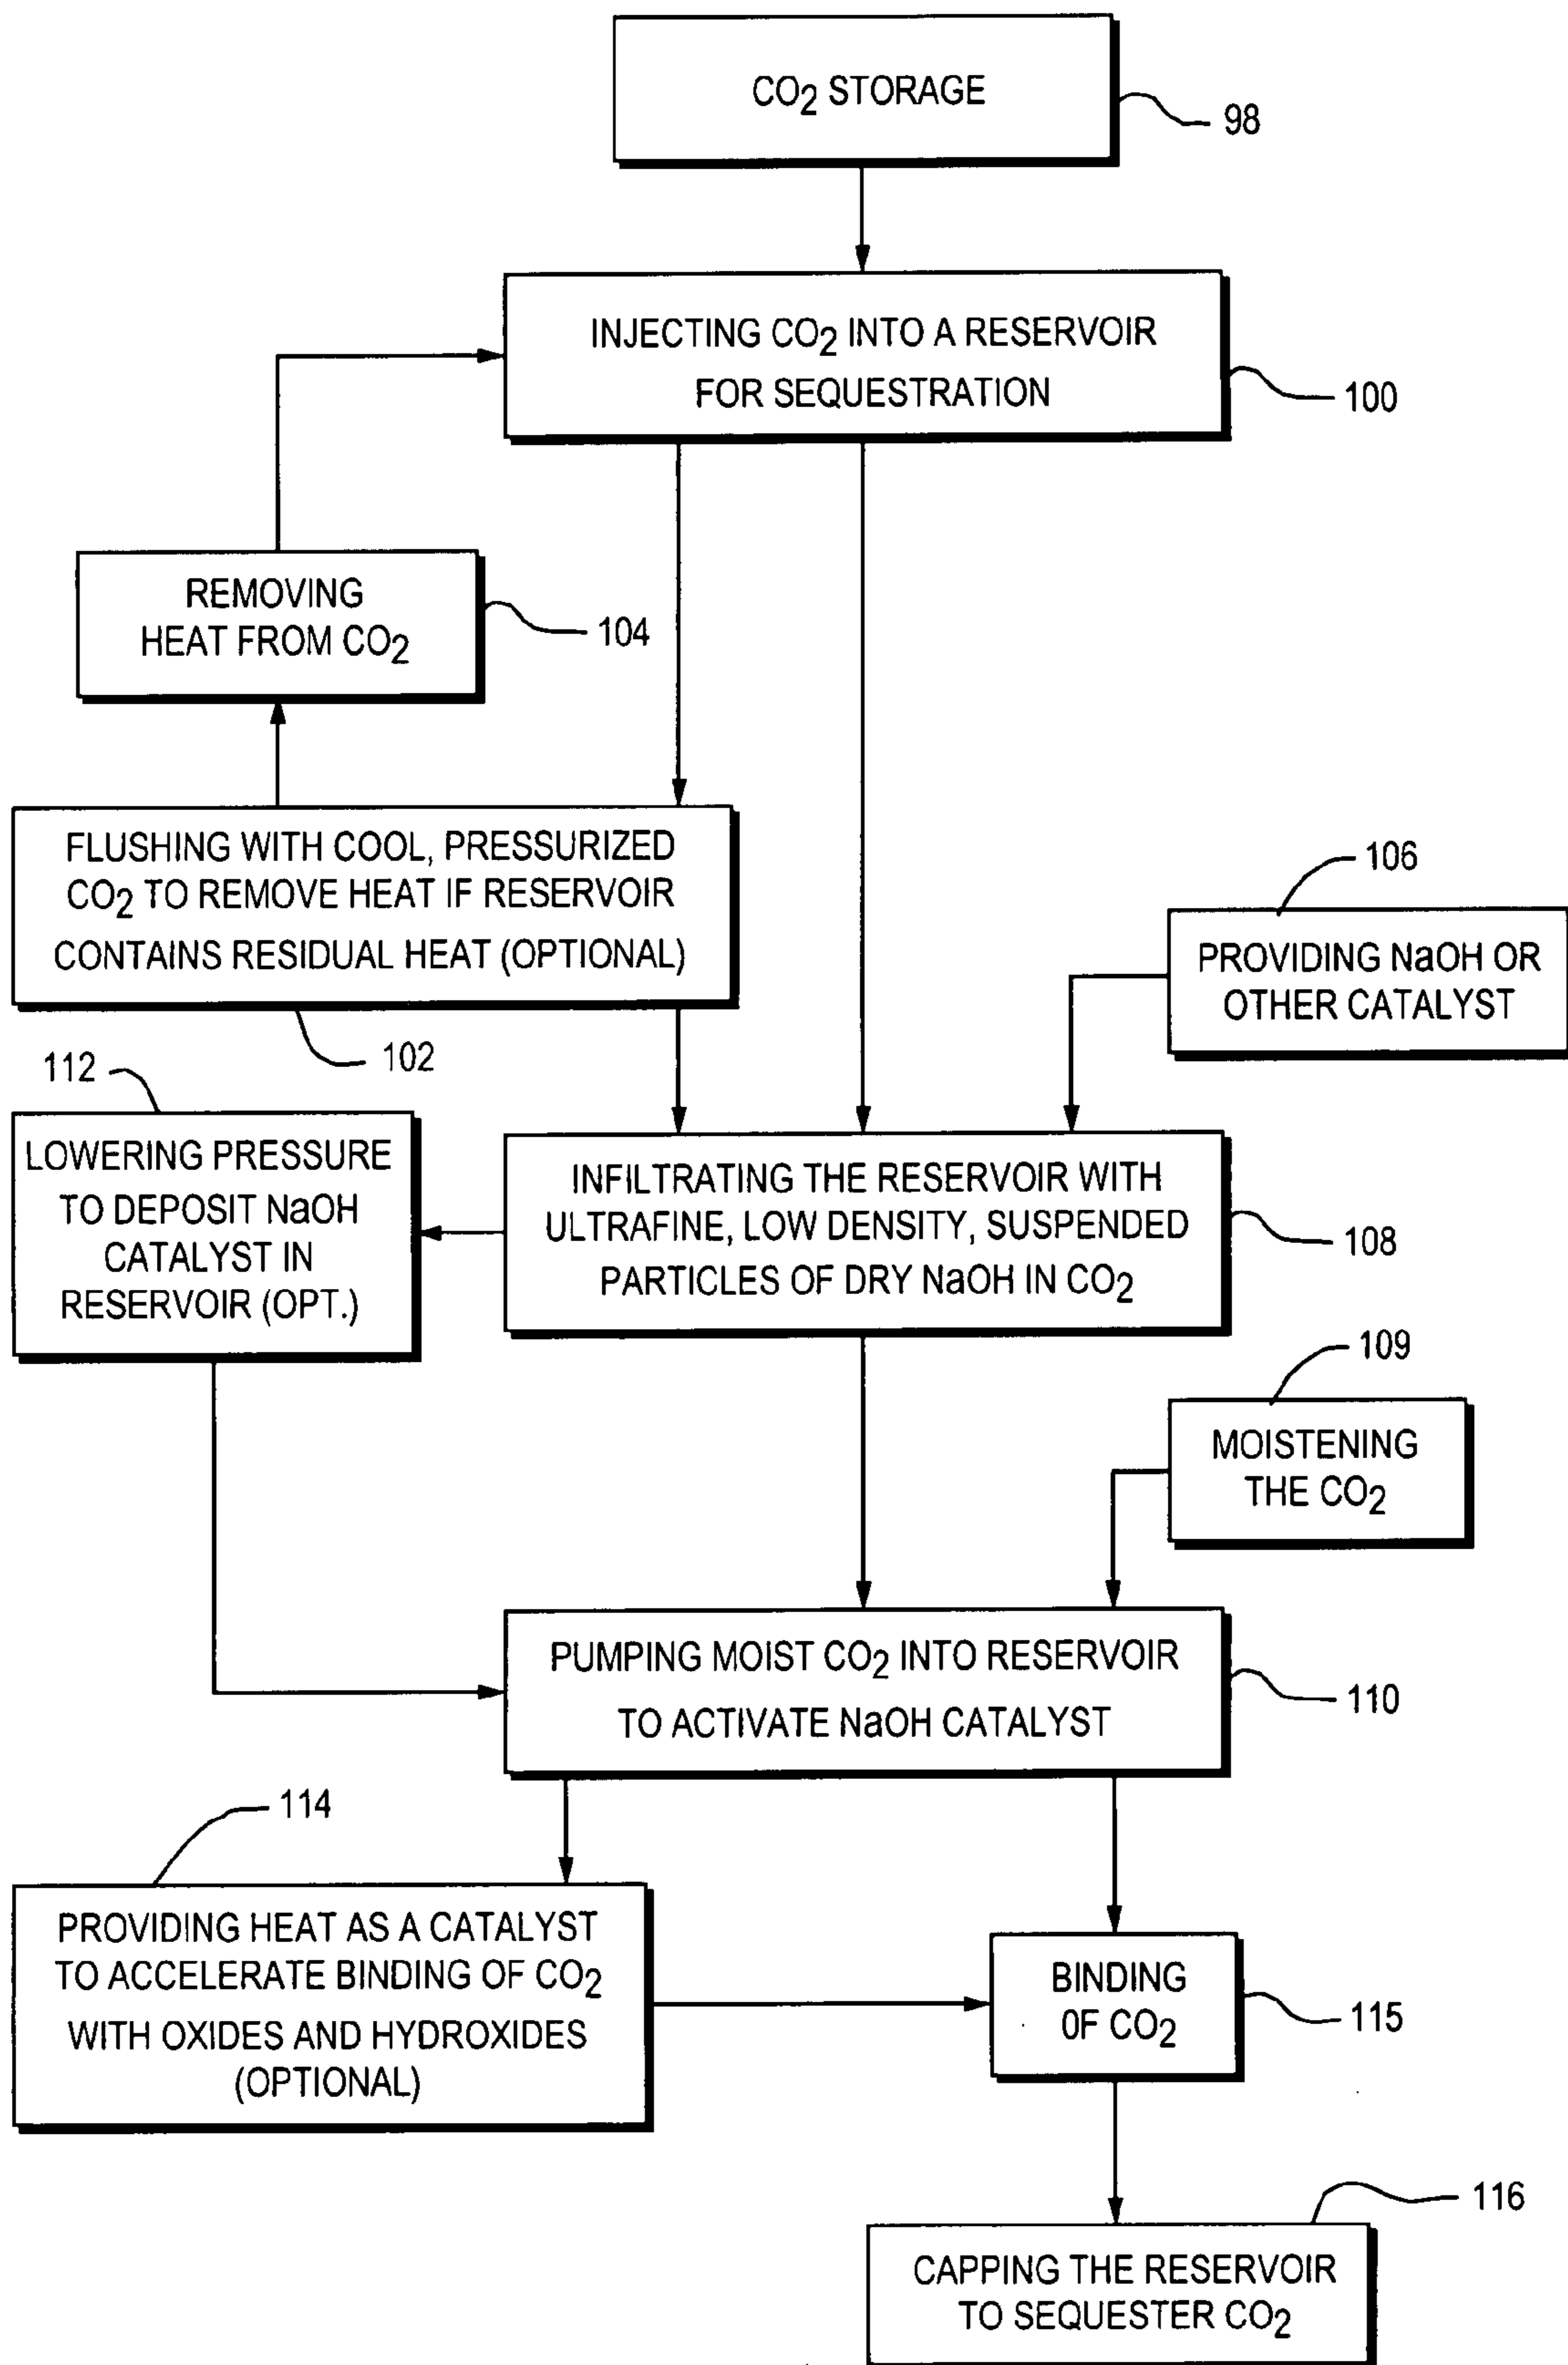 CO2 STORAGE
98
INJECTING CO2 INTO A RESERVOIR
FOR SEQUESTRATION
100
REMOVING
HEAT FROM CO2
104
FLUSHING WITH COOL, PRESSURIZED
CO2 TO REMOVE HEAT IF RESERVOIR
CONTAINS RESIDUAL HEAT (OPTIONAL)
102
106
PROVIDING NaOH OR
OTHER CATALYST
112
LOWERING PRESSURE
TO DEPOSIT NaOH
CATALYST IN
RESERVOIR (OPT.)
INFILTRATING THE RESERVOIR WITH
ULTRAFINE, LOW DENSITY, SUSPENDED
PARTICLES OF DRY NaOH IN CO2
108
109
MOISTENING
THE CO2
PUMPING MOIST CO2 INTO RESERVOIR
TO ACTIVATE NaOH CATALYST
110
114
PROVIDING HEAT AS A CATALYST
TO ACCELERATE BINDING OF CO2
WITH OXIDES AND HYDROXIDES
(OPTIONAL)
BINDING
OF CO2
115
116
CAPPING THE RESERVOIR
TO SEQUESTER CO2